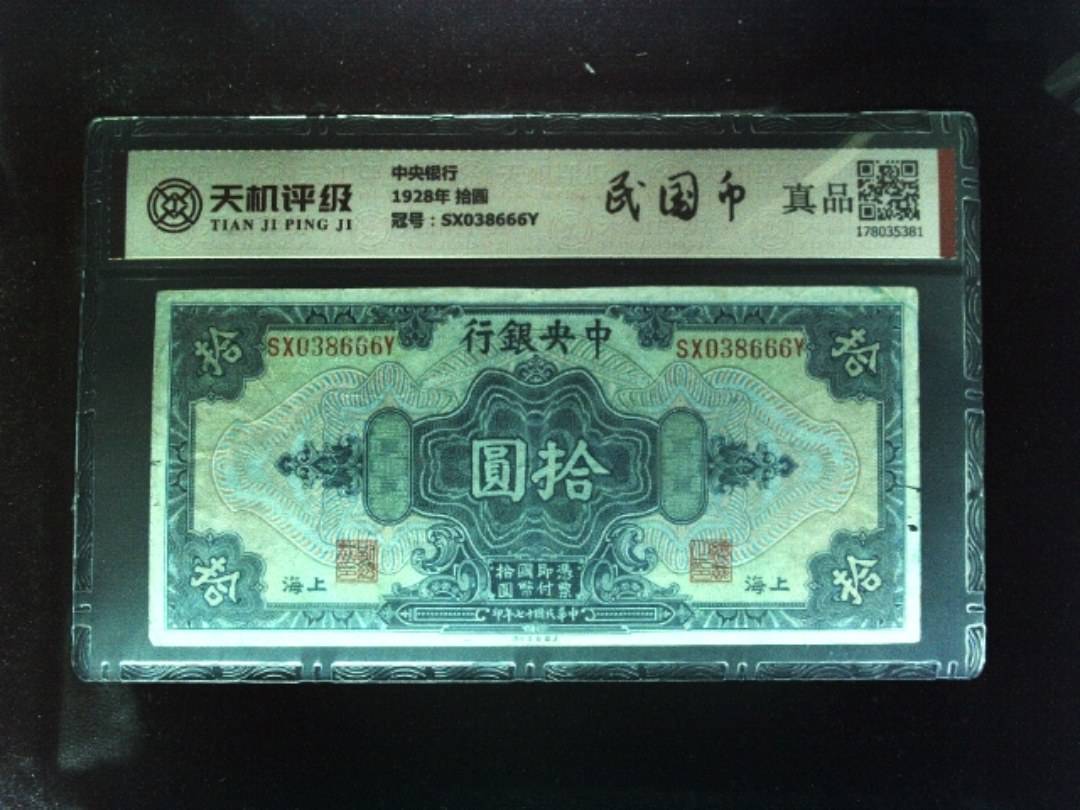 天机评级
TIAN JI PING JI
中央银行
1928年 拾圆
冠号：SX038666Y
民国币
真品
178035381
行銀央中
拾
SX038666Y
SX038666Y
拾
圓拾
憑票即付國幣拾圓
海上
海上
拾
拾
印年七十國民華中